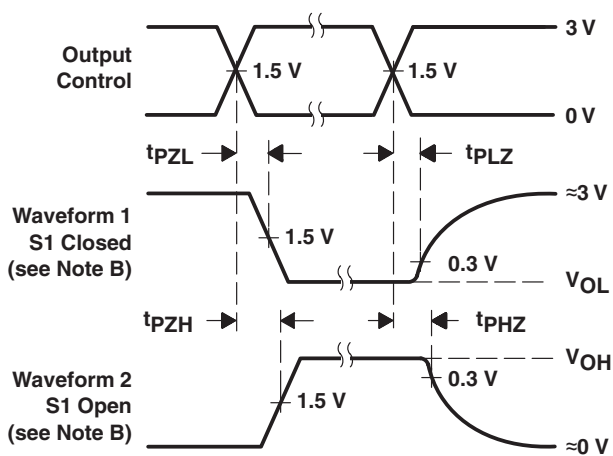 3 V
Output
Control
1.5 V
1.5 V
0 V
tPZL
tPLZ
≈3 V
Waveform 1
S1 Closed
(see Note B)
1.5 V
0.3 V
VOL
tPZH
tPHZ
VOH
Waveform 2
S1 Open
(see Note B)
1.5 V
0.3 V
≈0 V